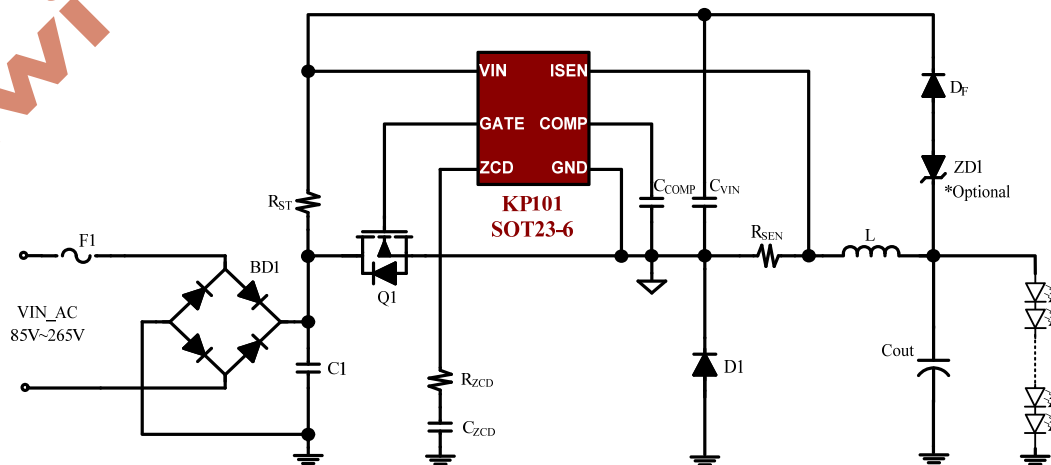 wi
VIN
ISEN
GATE
COMP
ZCD
GND
KP101
SOT23-6
RST
CCOMP
CVIN
DF
ZD1
*Optional
F1
BD1
VIN_AC
85V~265V
Q1
RSEN
L
C1
RZCD
CZCD
D1
Cout